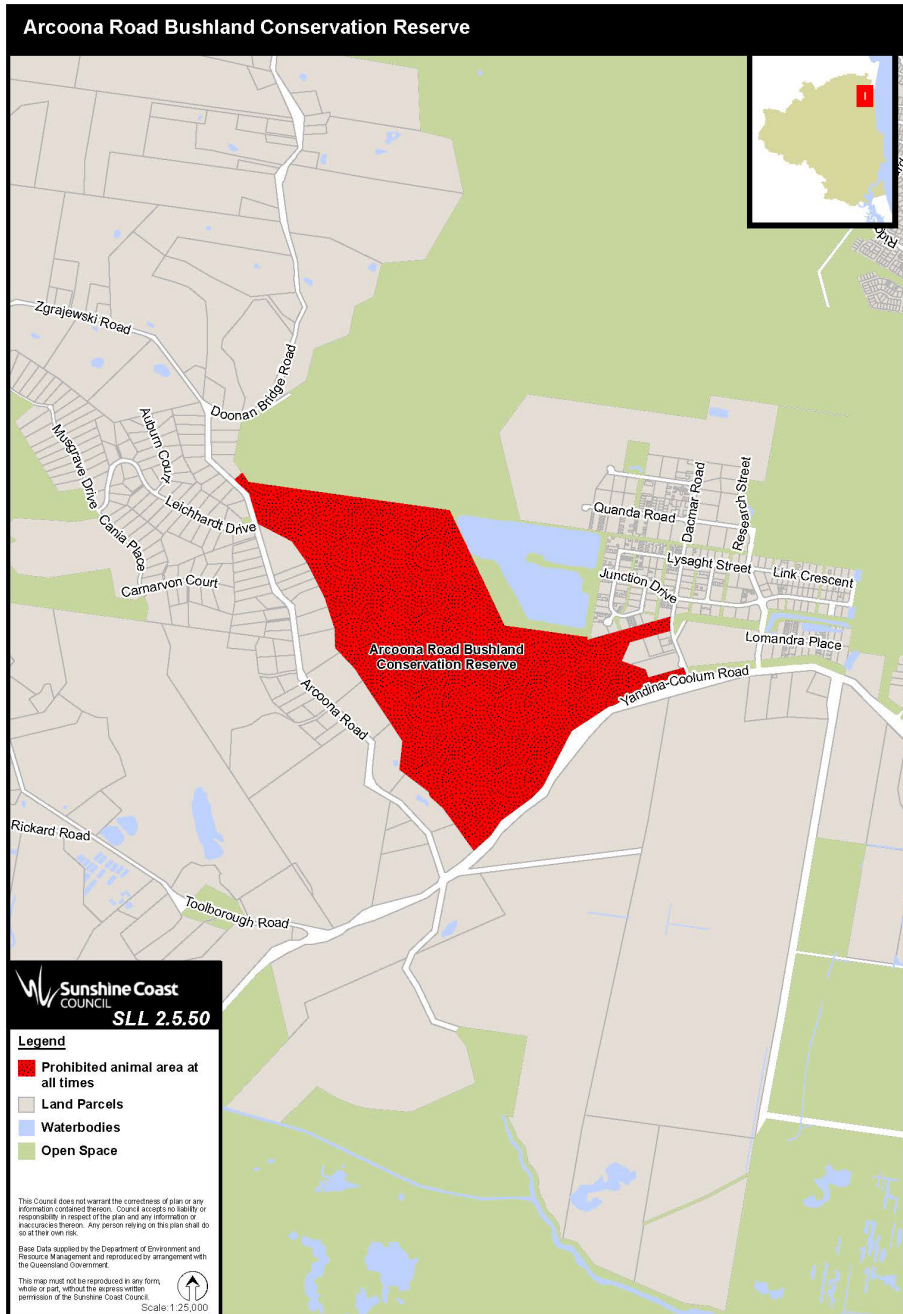 Arcoona Road Bushland Conservation Reserve
I
Zgrajewski Road
Doonan Bridge Road
Auburn Court
Musgrave Drive
Leichhardt Drive
Cania Place
Carnarvon Court
Quanda Road
Dacmar Road
Research Street
Lysaght Street
Link Crescent
Junction Drive
Lomandra Place
Arcoona Road Bushland
Conservation Reserve
Yandina-Coolum Road
Arcoona Road
Rickard Road
Toolborough Road
Sunshine Coast
COUNCIL
SLL 2.5.50
Legend
Prohibited animal area at
all times
Land Parcels
Waterbodies
Open Space
This Council does not warrant the correctness of plan or any
information contained thereon. Council accepts no liability or
responsibility in respect of the plan and any information or
inaccuracies thereon. Any person relying on this plan shall do
so at their own risk.
Base Data supplied by the Department of Environment and
Resource Management and reproduced by arrangement with
the Queensland Government.
This map must not be reproduced in any form,
whole or part, without the express written
permission of the Sunshine Coast Council.
Scale: 1:25,000